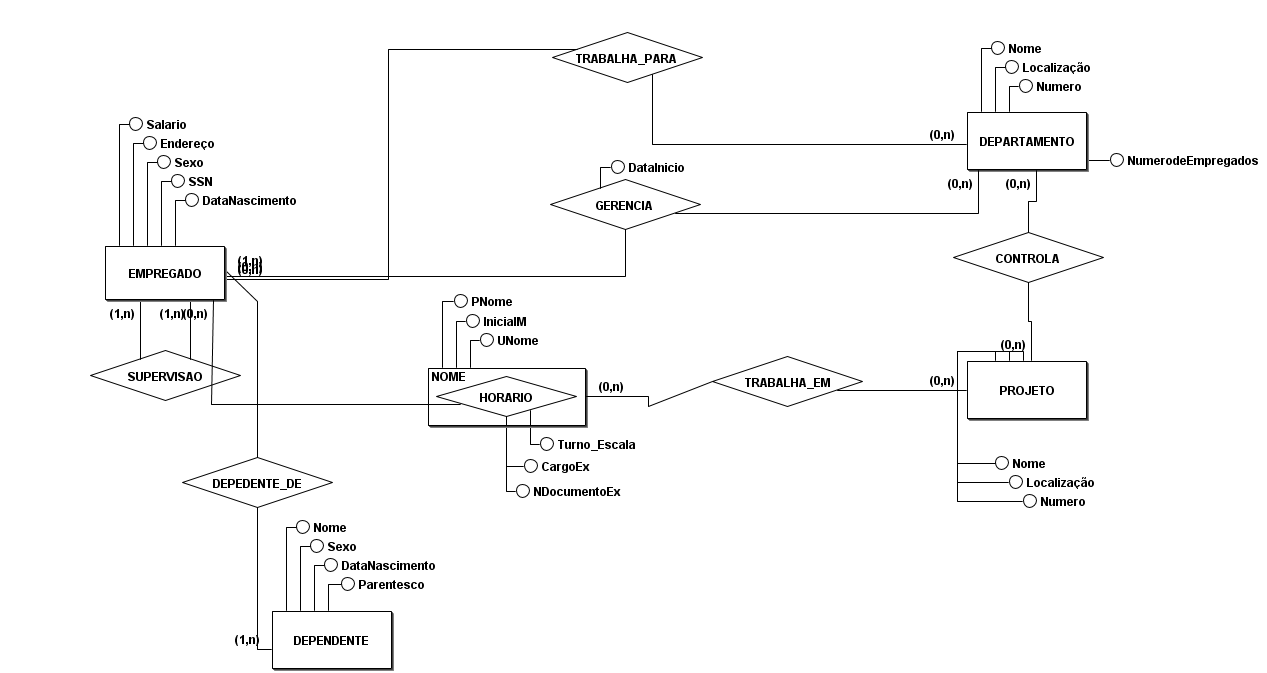 TRABALHA_PARA
Nome
Localização
Numero
(0,n)
DEPARTAMENTO
NumerodeEmpregados
Salario
Endereço
Sexo
SSN
DataNascimento
DataInicio
GERENCIA
(0,n)
(0,n)
CONTROLA
EMPREGADO
(1,n)
(0,n)
(1,n)
(1,n)
(0,n)
SUPERVISAO
PNome
InicialM
UNome
NOME
HORARIO
(0,n)
TRABALHA_EM
(0,n)
(0,n)
PROJETO
Turno_Escala
CargoEx
NDocumentoEx
Nome
Localização
Numero
DEPEDENTE_DE
Nome
Sexo
DataNascimento
Parentesco
(1,n)
DEPENDENTE